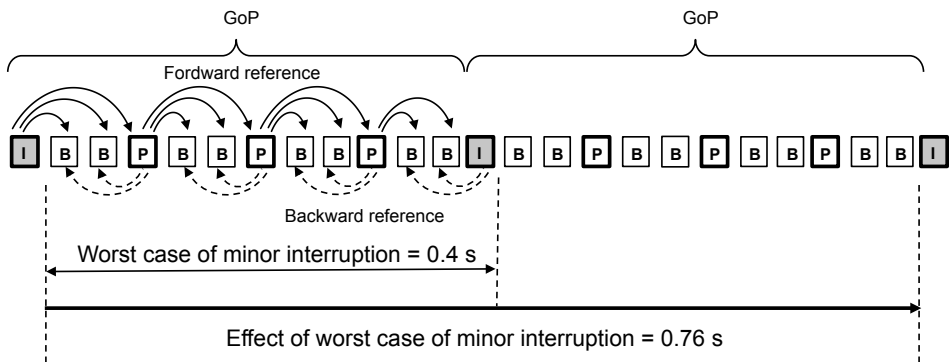 GoP GoP
Fordward reference
I B B P B B P B B P B B I B B P B B P B B P B B I
Backward reference
Worst case of minor interruption = 0.4 s
Effect of worst case of minor interruption = 0.76 s